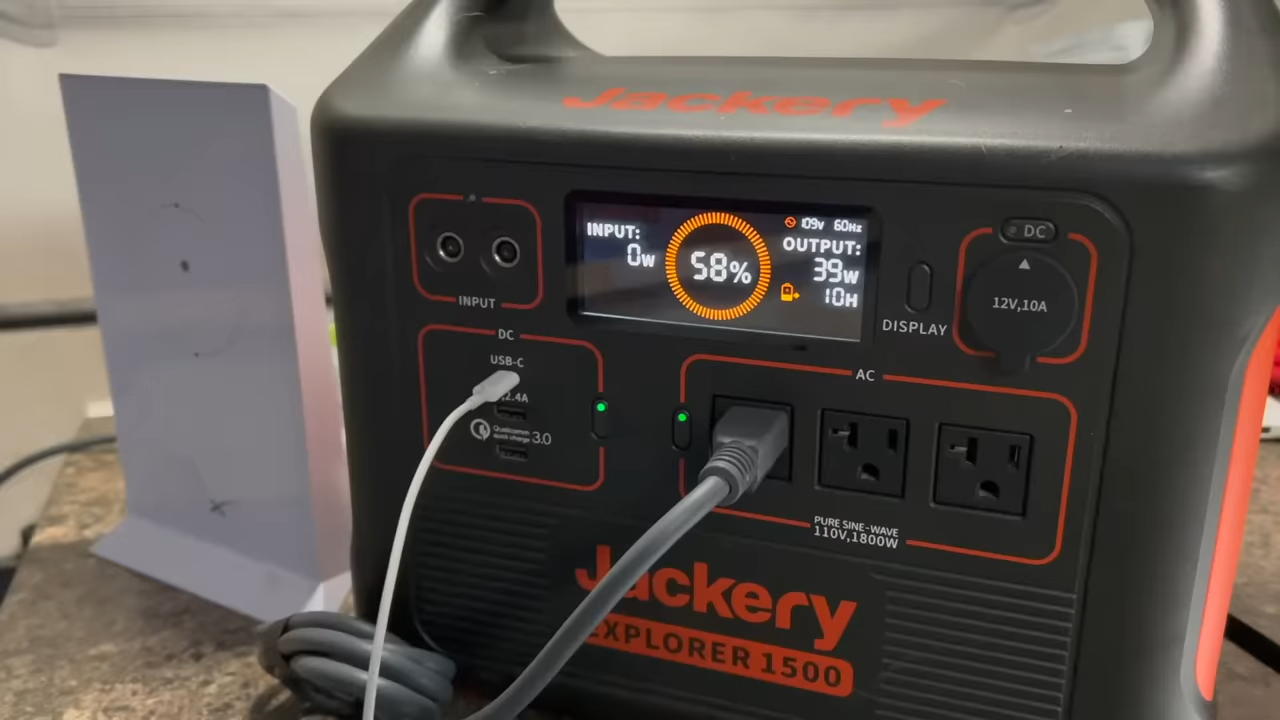 Jackery
INPUT:
0W
58%
109V 60Hz
OUTPUT:
39W
10H
DISPLAY
DC
12V,10A
INPUT
DC
USB-C
2.4A
Qualcomm
quick charge 3.0
AC
PURE SINE-WAVE
110V,1800W
Jackery
EXPLORER 1500